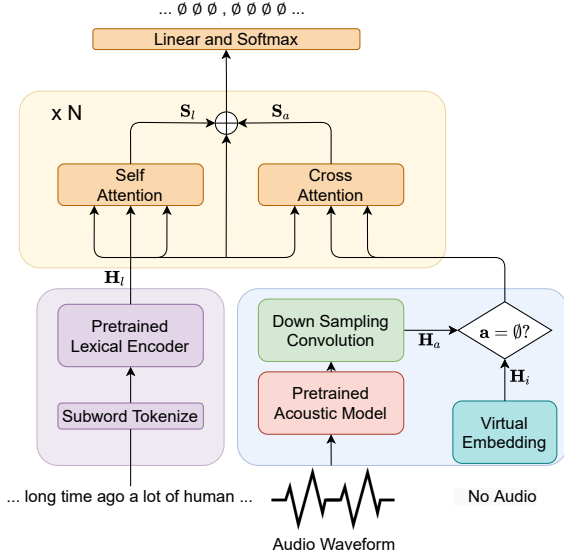 ... ∅ ∅ ∅ , ∅ ∅ ∅ ∅ ...
Linear and Softmax
x N
S_l
S_a
Self
Attention
Cross
Attention
H_l
Pretrained
Lexical Encoder
Down Sampling
Convolution
H_a
a = ∅?
H_i
Subword Tokenize
Pretrained
Acoustic Model
Virtual
Embedding
... long time ago a lot of human ...
No Audio
Audio Waveform